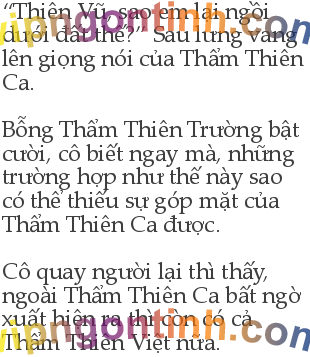 “Thiên Vũ, sao em lại ngồi
dưới đất thế?” Sau lưng vang
lên giọng nói của Thẩm Thiên
Ca.
Bỗng Thẩm Thiên Trường bật
cười, cô biết ngay mà, những
trường hợp như thế này sao
có thể thiếu sự góp mặt của
Thẩm Thiên Ca được.
Cô quay người lại thì thấy,
ngoài Thẩm Thiên Ca bất ngờ
xuất hiện ra thì còn có cả
Thẩm Thiên Việt nữa.